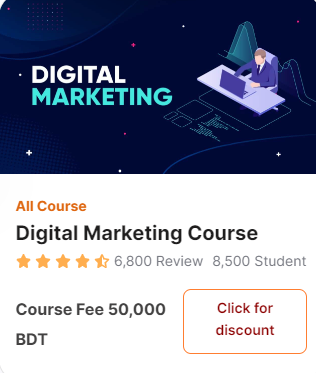 DIGITAL
MARKETING
All Course
Digital Marketing Course
6,800 Review 8,500 Student
Course Fee 50,000
BDT
Click for
discount